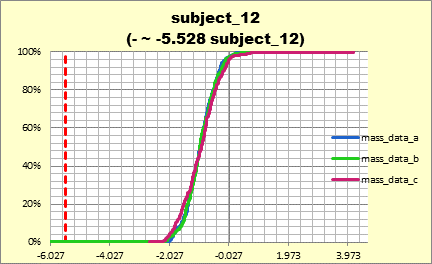 subject_12
(- ~ -5.528 subject_12)
100%
80%
60%
40%
20%
0%
-6.027 -4.027 -2.027 -0.027 1.973 3.973
mass_data_a
mass_data_b
mass_data_c